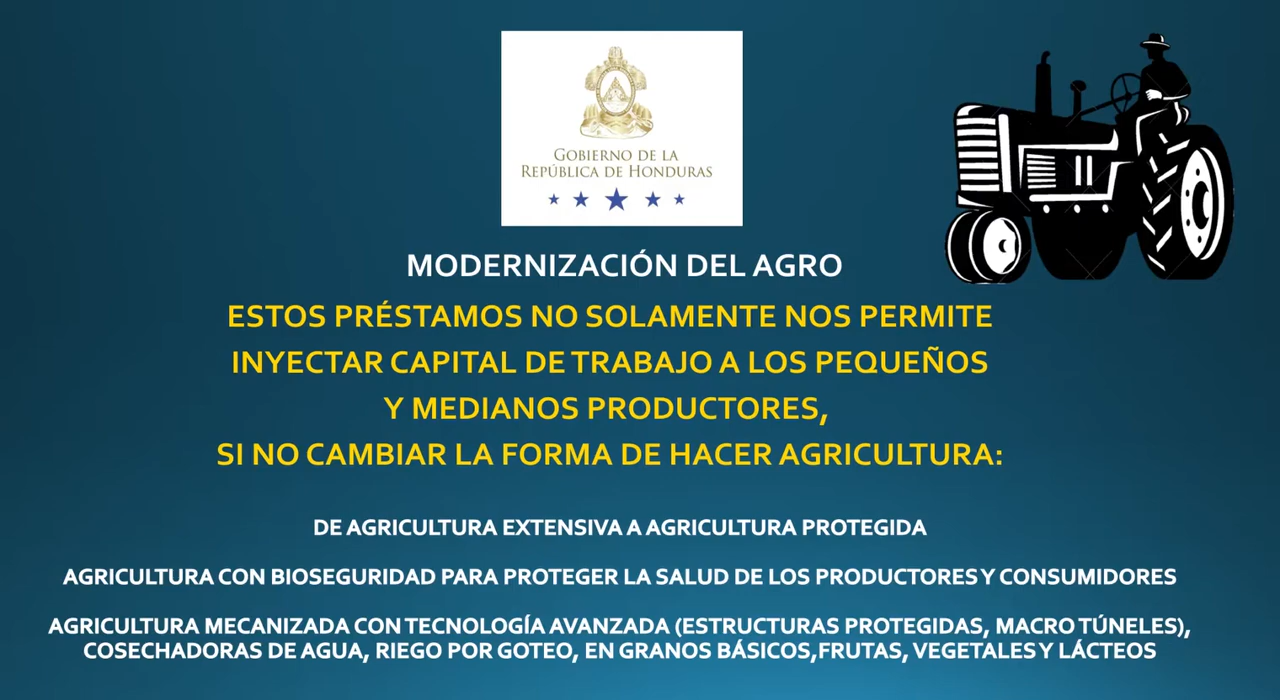 GOBIERNO DE LA
REPÚBLICA DE HONDURAS
MODERNIZACIÓN DEL AGRO
ESTOS PRÉSTAMOS NO SOLAMENTE NOS PERMITE
INYECTAR CAPITAL DE TRABAJO A LOS PEQUEÑOS
Y MEDIANOS PRODUCTORES,
SI NO CAMBIAR LA FORMA DE HACER AGRICULTURA:
DE AGRICULTURA EXTENSIVA A AGRICULTURA PROTEGIDA
AGRICULTURA CON BIOSEGURIDAD PARA PROTEGER LA SALUD DE LOS PRODUCTORES Y CONSUMIDORES
AGRICULTURA MECANIZADA CON TECNOLOGÍA AVANZADA (ESTRUCTURAS PROTEGIDAS, MACRO TÚNELES),
COSECHADORAS DE AGUA, RIEGO POR GOTEO, EN GRANOS BÁSICOS,FRUTAS, VEGETALES Y LÁCTEOS